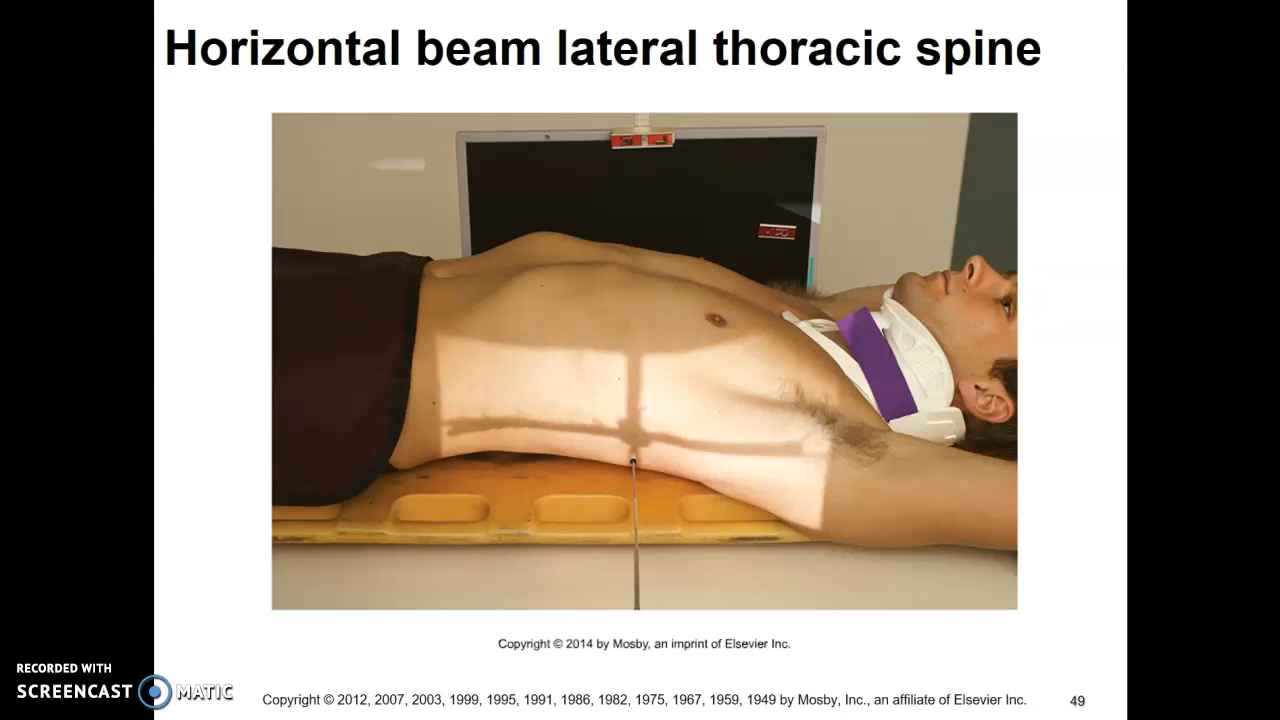 Horizontal beam lateral thoracic spine
Copyright © 2014 by Mosby, an imprint of Elsevier Inc.
RECORDED WITH
SCREENCAST MATIC
Copyright © 2012, 2007, 2003, 1999, 1995, 1991, 1986, 1982, 1975, 1967, 1959, 1949 by Mosby, Inc., an affiliate of Elsevier Inc.
49